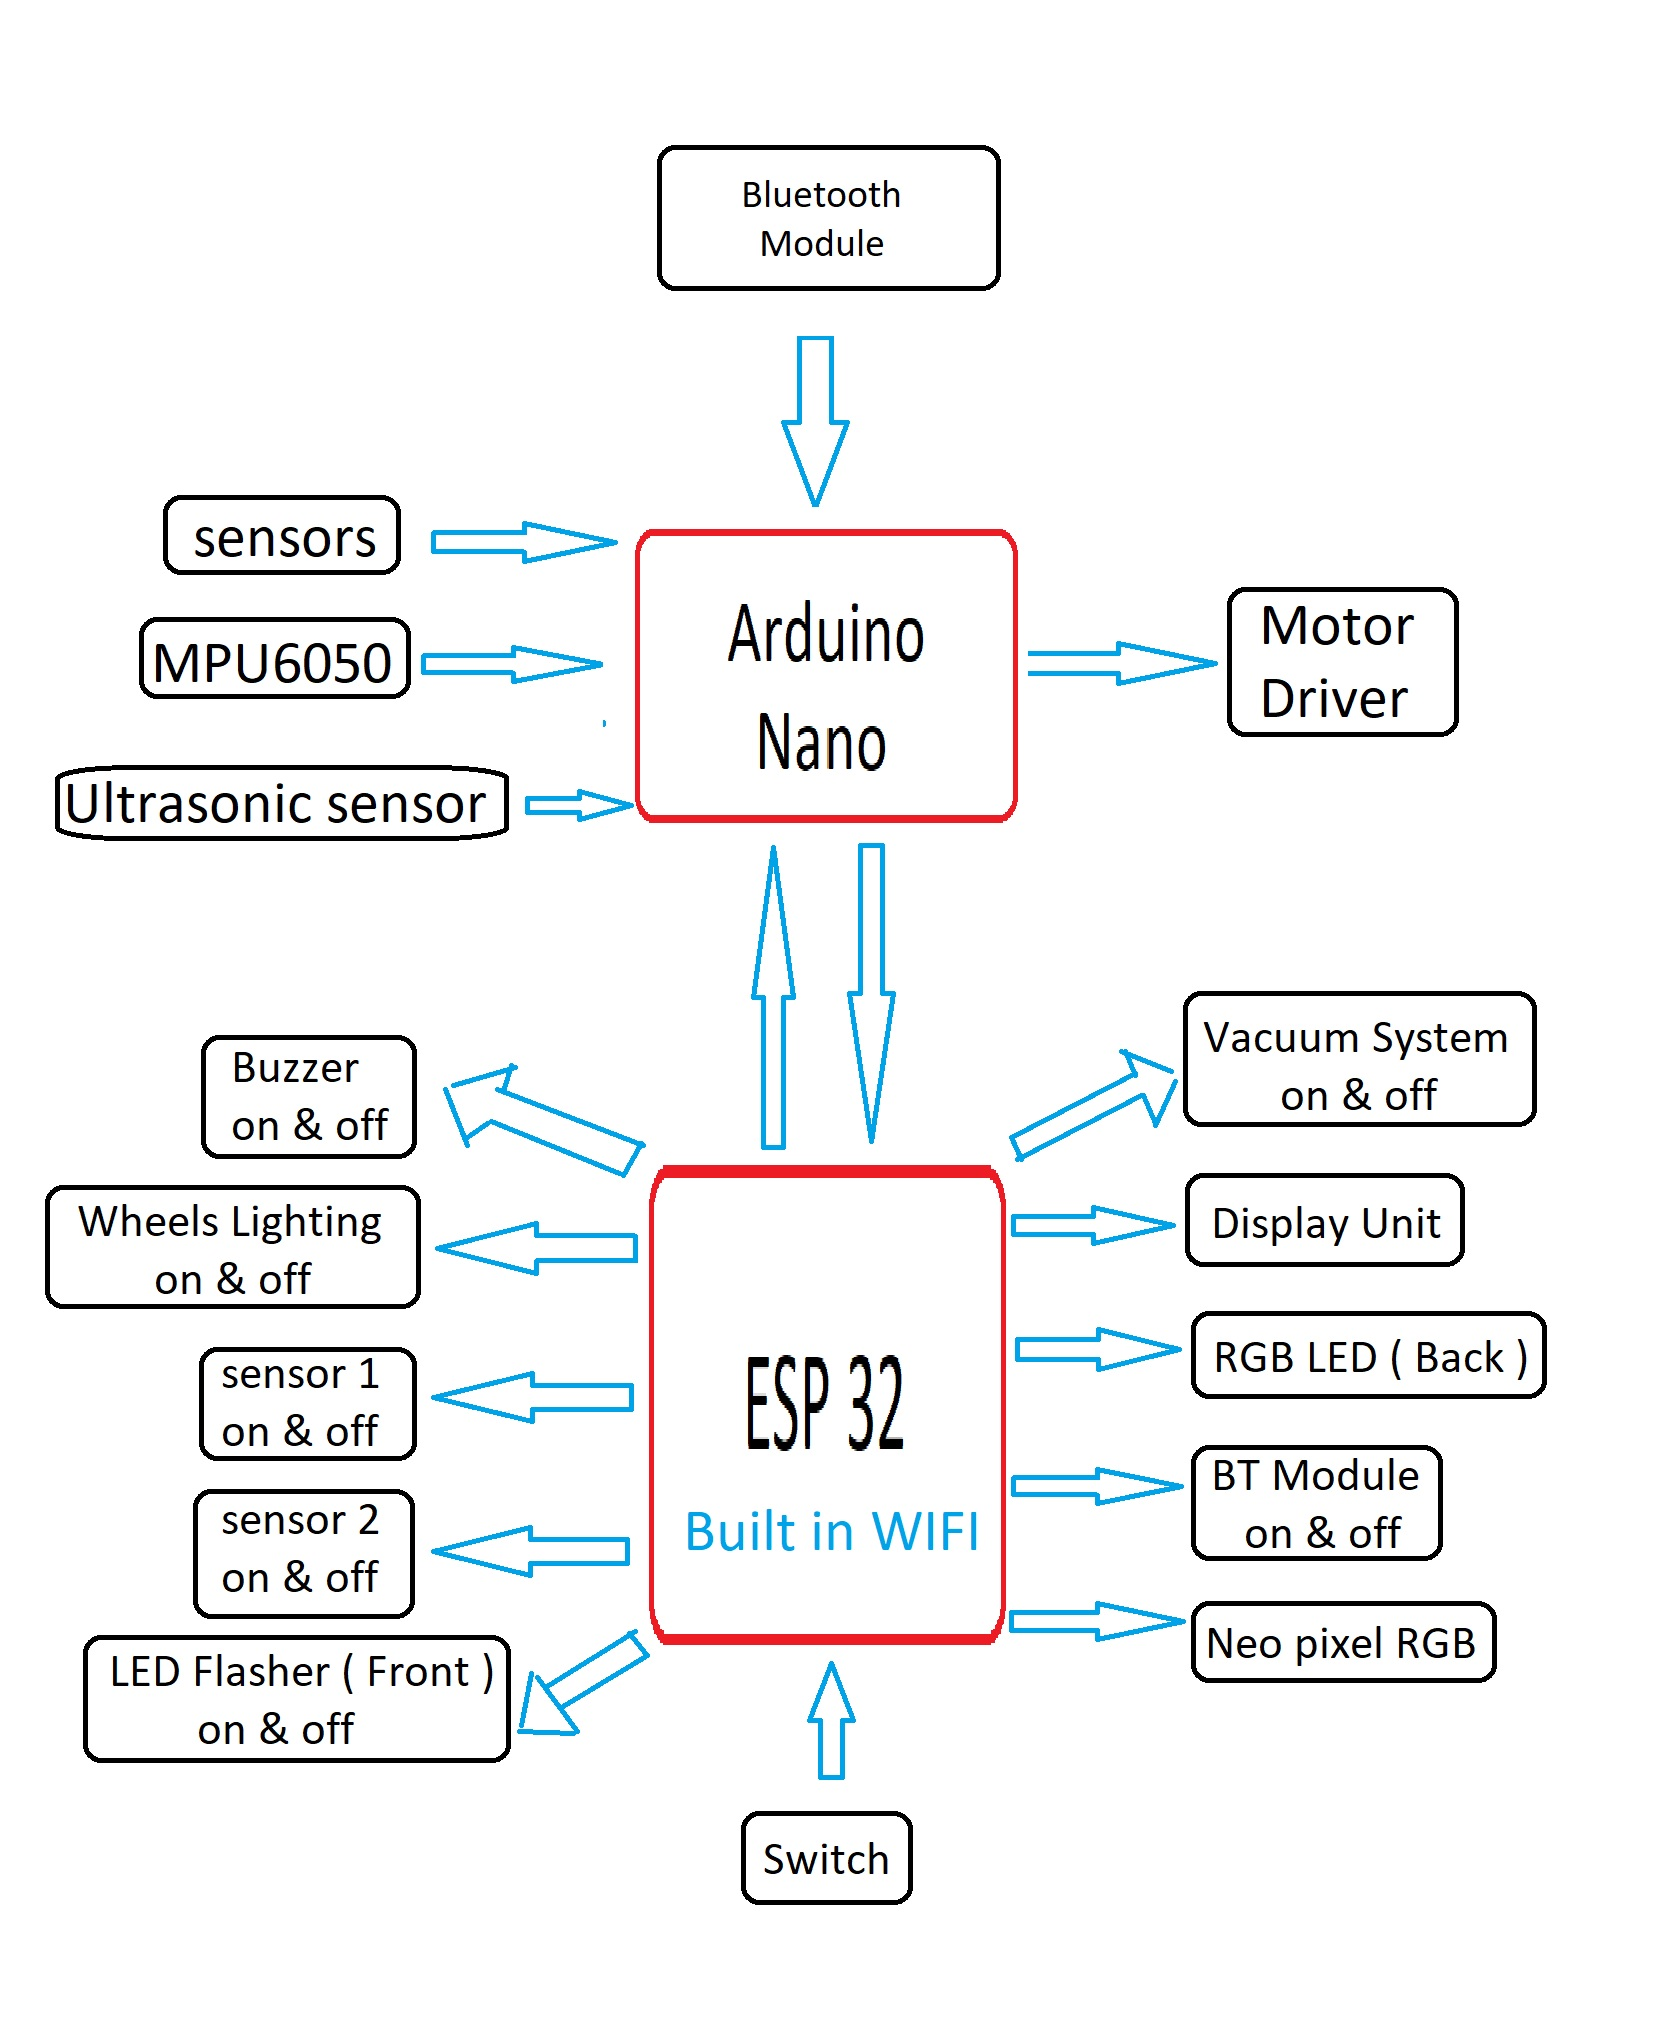 Bluetooth
Module
sensors
MPU6050
Ultrasonic sensor
Arduino
Nano
Motor
Driver
Buzzer
on & off
Wheels Lighting
on & off
sensor 1
on & off
sensor 2
on & off
LED Flasher ( Front )
on & off
ESP 32
Built in WIFI
Vacuum System
on & off
Display Unit
RGB LED ( Back )
BT Module
on & off
Neo pixel RGB
Switch